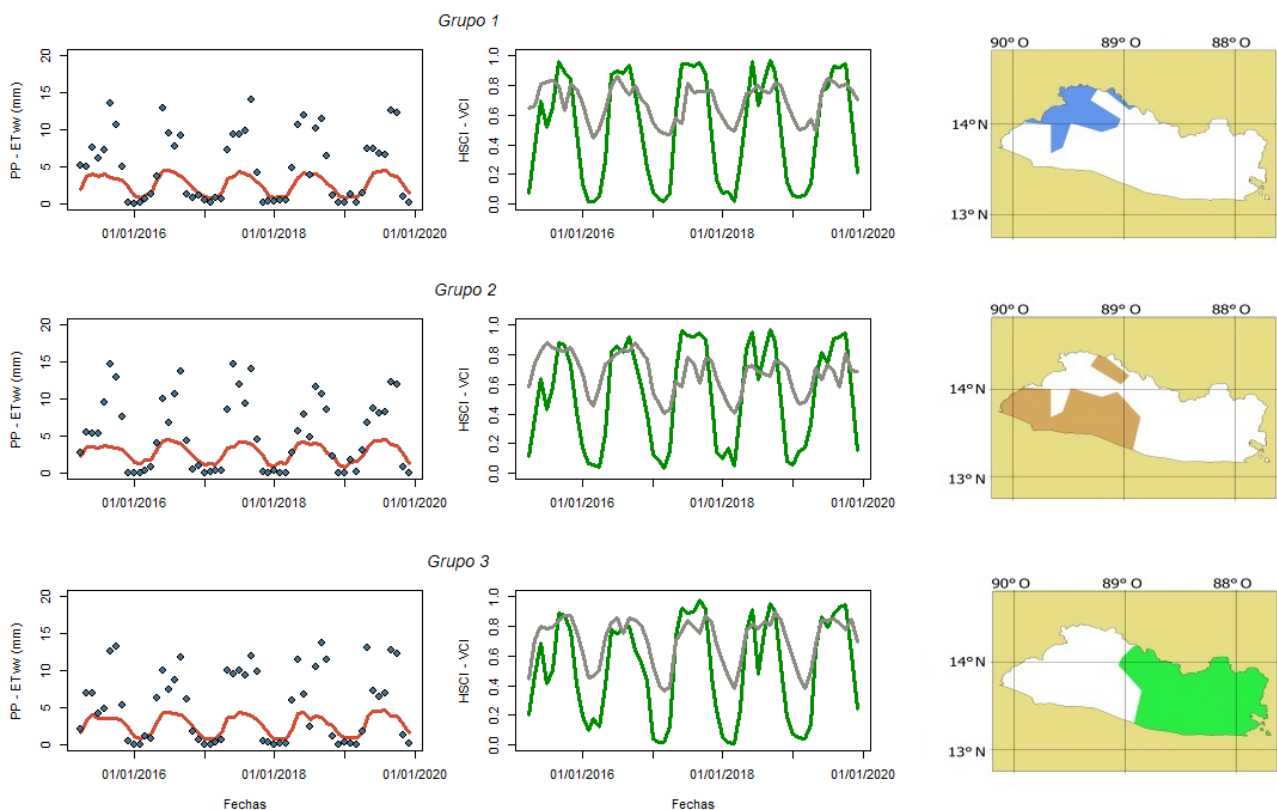 Grupo 1
PP - ETvw (mm)
20
15
10
5
0
01/01/2016
01/01/2018
01/01/2020
HSCI - VCI
1.0
0.8
0.6
0.4
0.2
0.0
01/01/2016
01/01/2018
01/01/2020
90° O
89° O
88° O
14° N
13° N
Grupo 2
PP - ETvw (mm)
20
15
10
5
0
01/01/2016
01/01/2018
01/01/2020
HSCI - VCI
1.0
0.8
0.6
0.4
0.2
0.0
01/01/2016
01/01/2018
01/01/2020
90° O
89° O
88° O
14° N
13° N
Grupo 3
PP - ETvw (mm)
20
15
10
5
0
01/01/2016
01/01/2018
01/01/2020
Fechas
HSCI - VCI
1.0
0.8
0.6
0.4
0.2
0.0
01/01/2016
01/01/2018
01/01/2020
Fechas
90° O
89° O
88° O
14° N
13° N